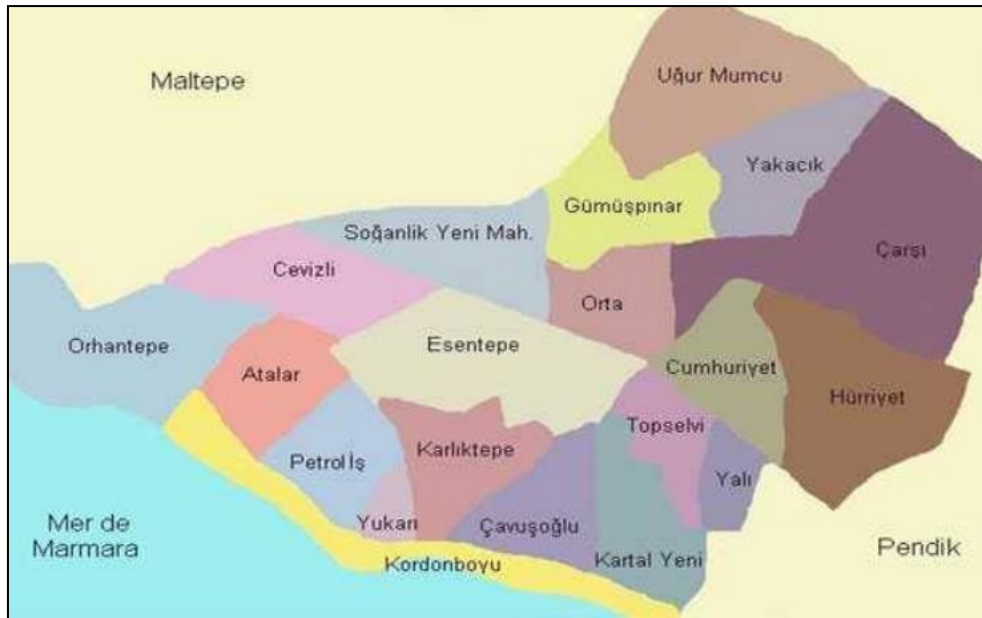 Uğur Mumcu
Maltepe
Yakacık
Gümüşpınar
Soğanlik Yeni Mah.
Çarşı
Cevizli
Orta
Orhantepe
Esentepe
Cumhuriyet
Atalar
Hürriyet
Topselvi
Karlıktepe
Petrol İş
Yalı
Yukarı
Çavuşoğlu
Mer de
Marmara
Pendik
Kartal Yeni
Kordonboyu